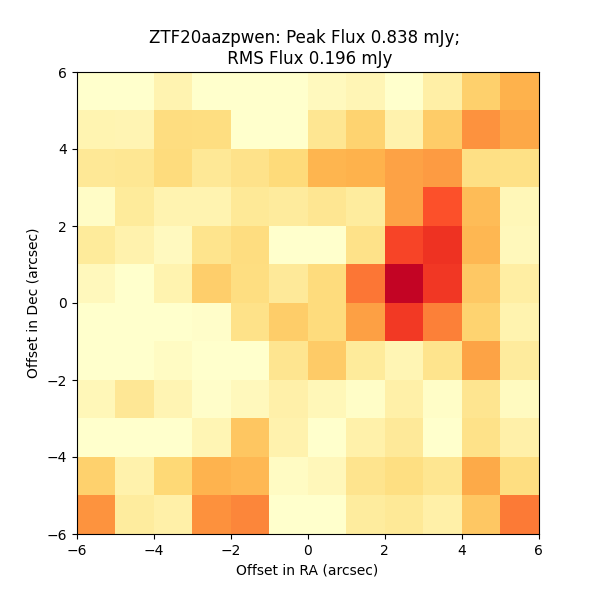 ZTF20aazpwen: Peak Flux 0.838 mJy;
RMS Flux 0.196 mJy
6
4
2
0
−2
−4
−6
Offset in Dec (arcsec)
−6 −4 −2 0 2 4 6
Offset in RA (arcsec)